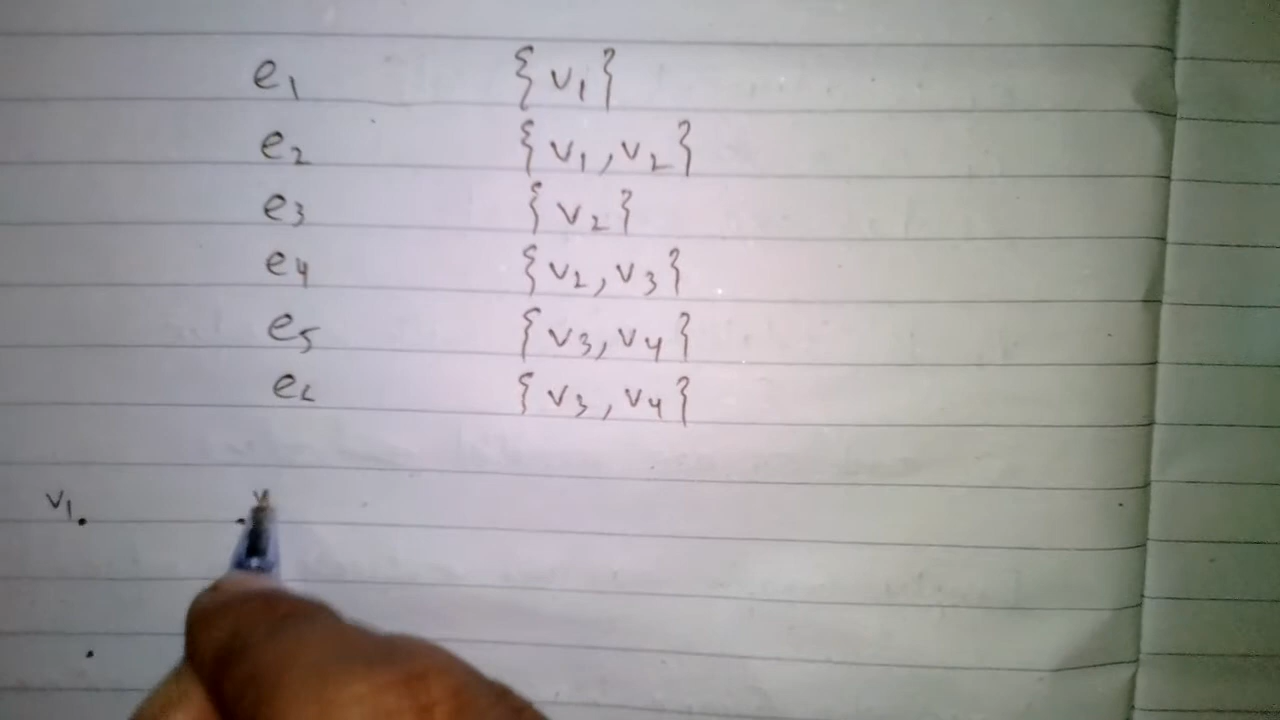 e₁ {v₁}
e₂ {v₁, v₂}
e₃ {v₂}
e₄ {v₂, v₃}
e₅ {v₃, v₄}
e₆ {v₃, v₄}
v₁ v